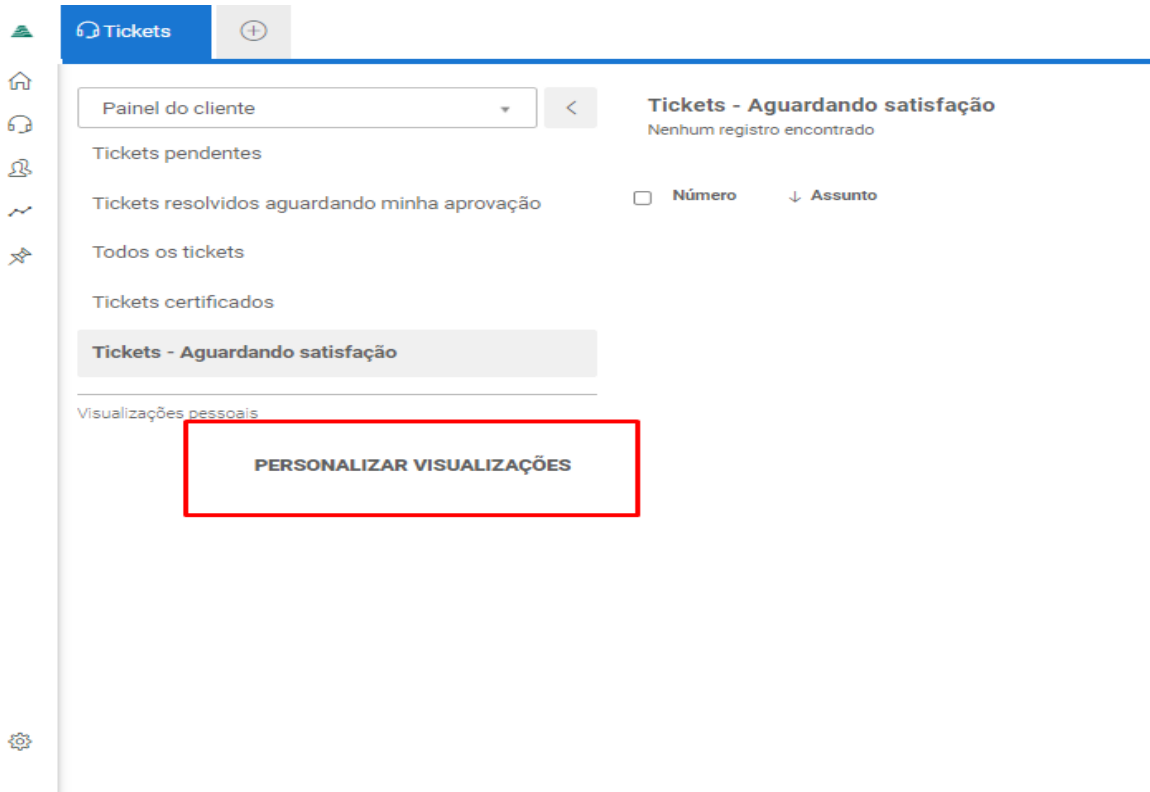 Tickets
Painel do cliente
Tickets pendentes
Tickets resolvidos aguardando minha aprovação
Todos os tickets
Tickets certificados
Tickets - Aguardando satisfação
Visualizações pessoais
PERSONALIZAR VISUALIZAÇÕES
Tickets - Aguardando satisfação
Nenhum registro encontrado
Número ↓ Assunto